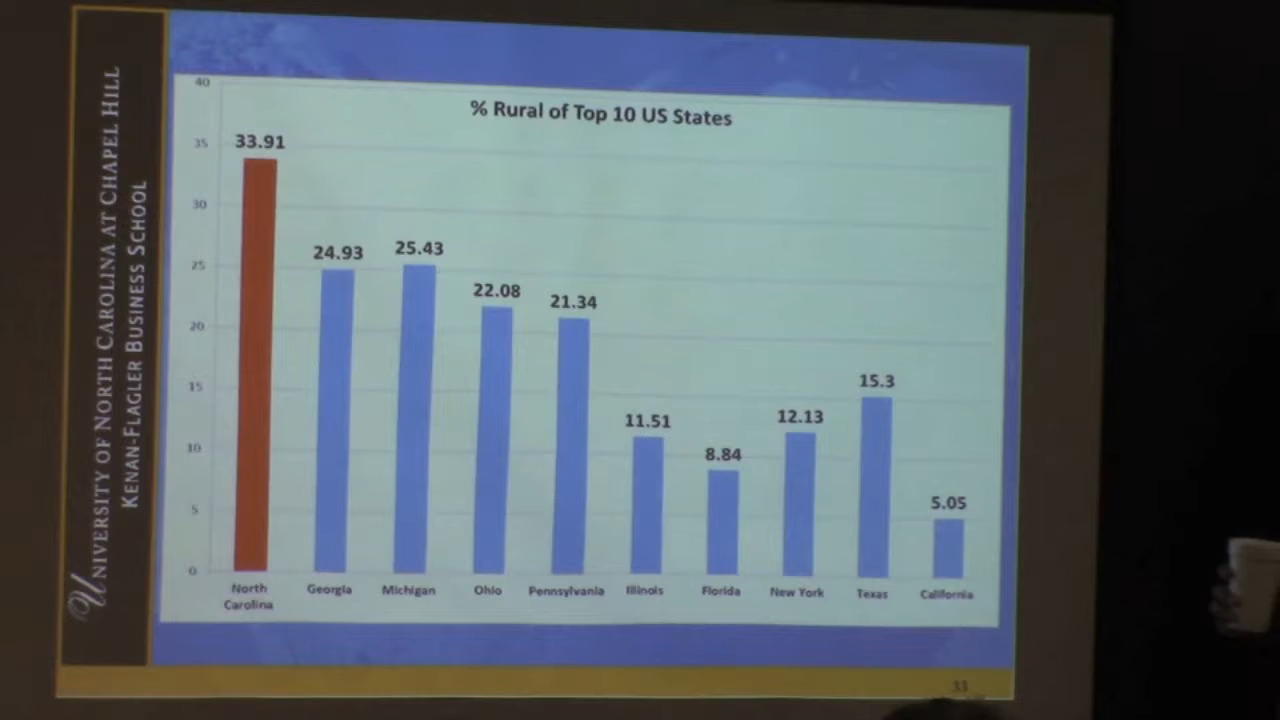 UNIVERSITY OF NORTH CAROLINA AT CHAPEL HILL
KENAN-FLAGLER BUSINESS SCHOOL
% Rural of Top 10 US States
40
35
30
25
20
15
10
5
0
33.91
24.93
25.43
22.08
21.34
11.51
8.84
12.13
15.3
5.05
North
Carolina
Georgia
Michigan
Ohio
Pennsylvania
Illinois
Florida
New York
Texas
California
33